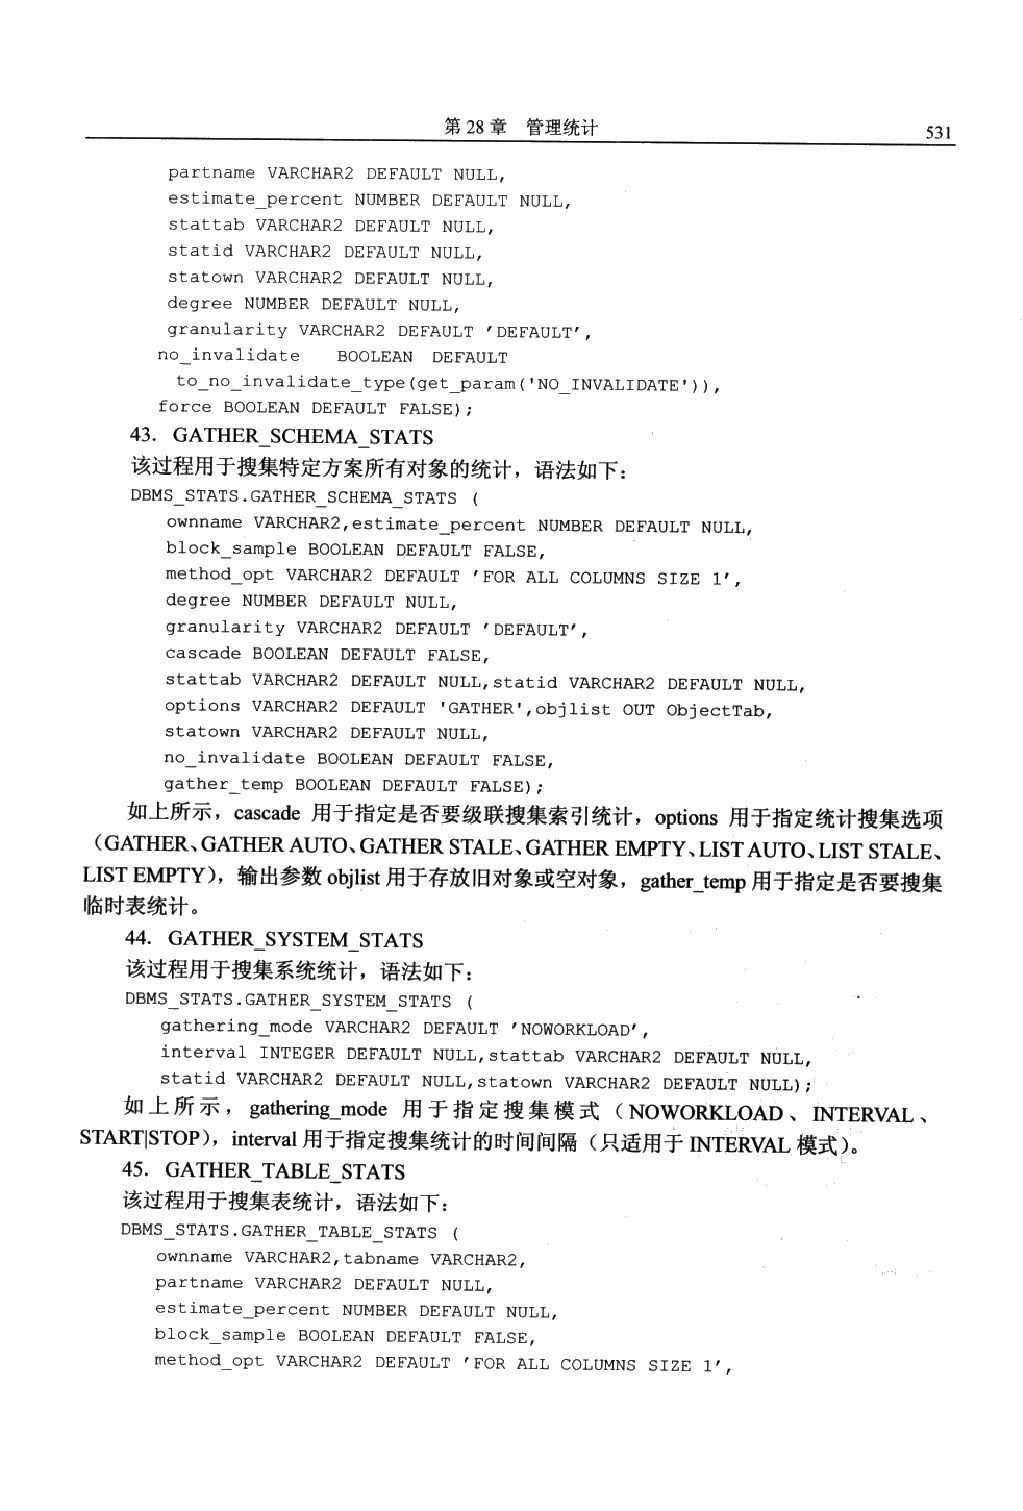 第 28 章　管理统计
531
partname VARCHAR2 DEFAULT NULL,
estimate_percent NUMBER DEFAULT NULL,
stattab VARCHAR2 DEFAULT NULL,
statid VARCHAR2 DEFAULT NULL,
statown VARCHAR2 DEFAULT NULL,
degree NUMBER DEFAULT NULL,
granularity VARCHAR2 DEFAULT 'DEFAULT',
no_invalidate BOOLEAN DEFAULT
to_no_invalidate_type(get_param('NO_INVALIDATE')),
force BOOLEAN DEFAULT FALSE);
43. GATHER_SCHEMA_STATS
该过程用于搜集特定方案所有对象的统计，语法如下：
DBMS_STATS.GATHER_SCHEMA_STATS (
ownname VARCHAR2,estimate_percent NUMBER DEFAULT NULL,
block_sample BOOLEAN DEFAULT FALSE,
method_opt VARCHAR2 DEFAULT 'FOR ALL COLUMNS SIZE 1',
degree NUMBER DEFAULT NULL,
granularity VARCHAR2 DEFAULT 'DEFAULT',
cascade BOOLEAN DEFAULT FALSE,
stattab VARCHAR2 DEFAULT NULL,statid VARCHAR2 DEFAULT NULL,
options VARCHAR2 DEFAULT 'GATHER',objlist OUT ObjectTab,
statown VARCHAR2 DEFAULT NULL,
no_invalidate BOOLEAN DEFAULT FALSE,
gather_temp BOOLEAN DEFAULT FALSE);
如上所示，cascade 用于指定是否要级联搜集索引统计，options 用于指定统计搜集选项
（GATHER、GATHER AUTO、GATHER STALE、GATHER EMPTY、LIST AUTO、LIST STALE、
LIST EMPTY），输出参数 objlist 用于存放旧对象或空对象，gather_temp 用于指定是否要搜集
临时表统计。
44. GATHER_SYSTEM_STATS
该过程用于搜集系统统计，语法如下：
DBMS_STATS.GATHER_SYSTEM_STATS (
gathering_mode VARCHAR2 DEFAULT 'NOWORKLOAD',
interval INTEGER DEFAULT NULL,stattab VARCHAR2 DEFAULT NULL,
statid VARCHAR2 DEFAULT NULL,statown VARCHAR2 DEFAULT NULL);
如上所示，gathering_mode 用于指定搜集模式（NOWORKLOAD、INTERVAL、
START|STOP），interval 用于指定搜集统计的时间间隔（只适用于 INTERVAL 模式）。
45. GATHER_TABLE_STATS
该过程用于搜集表统计，语法如下：
DBMS_STATS.GATHER_TABLE_STATS (
ownname VARCHAR2,tabname VARCHAR2,
partname VARCHAR2 DEFAULT NULL,
estimate_percent NUMBER DEFAULT NULL,
block_sample BOOLEAN DEFAULT FALSE,
method_opt VARCHAR2 DEFAULT 'FOR ALL COLUMNS SIZE 1',